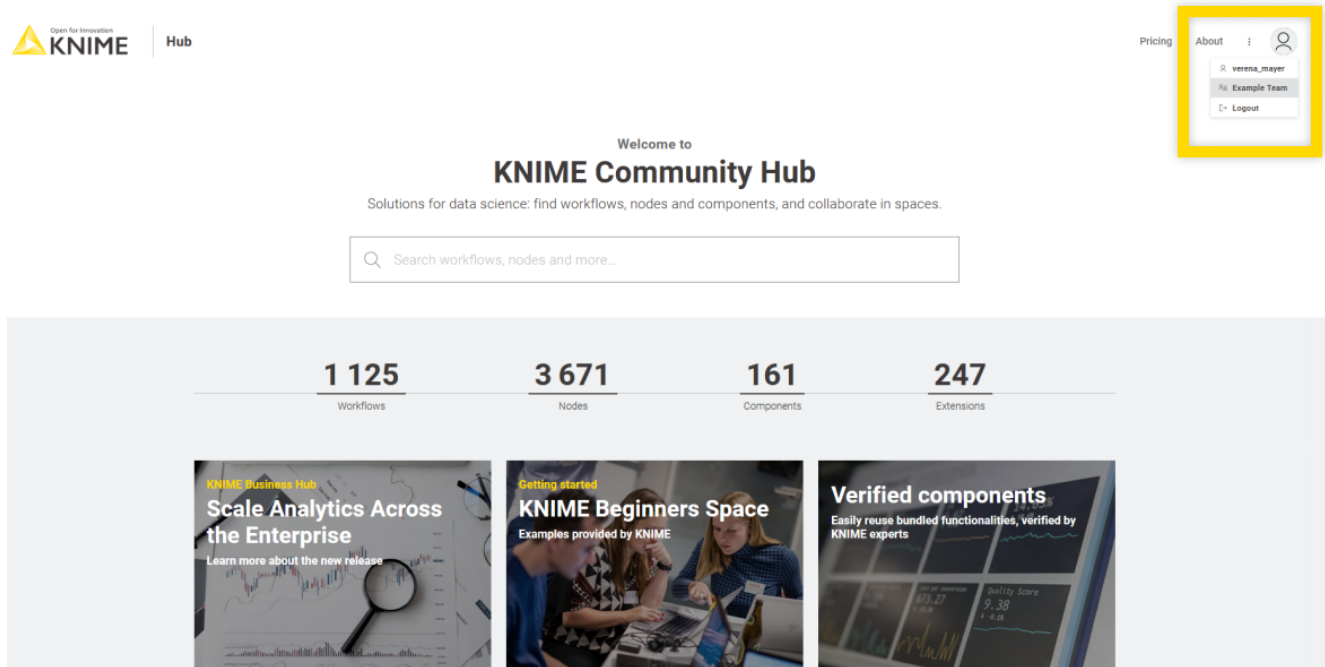 Open for Innovation
KNIME
Hub
Pricing
About
verena_mayer
Example Team
Logout
Welcome to
KNIME Community Hub
Solutions for data science: find workflows, nodes and components, and collaborate in spaces.
Search workflows, nodes and more...
1 125
3 671
161
247
Workflows
Nodes
Components
Extensions
KNIME Business Hub
Scale Analytics Across
the Enterprise
Learn more about the new release
Getting started
KNIME Beginners Space
Examples provided by KNIME
Verified components
Easily reuse bundled functionalities, verified by
KNIME experts
Quality Score
9.38